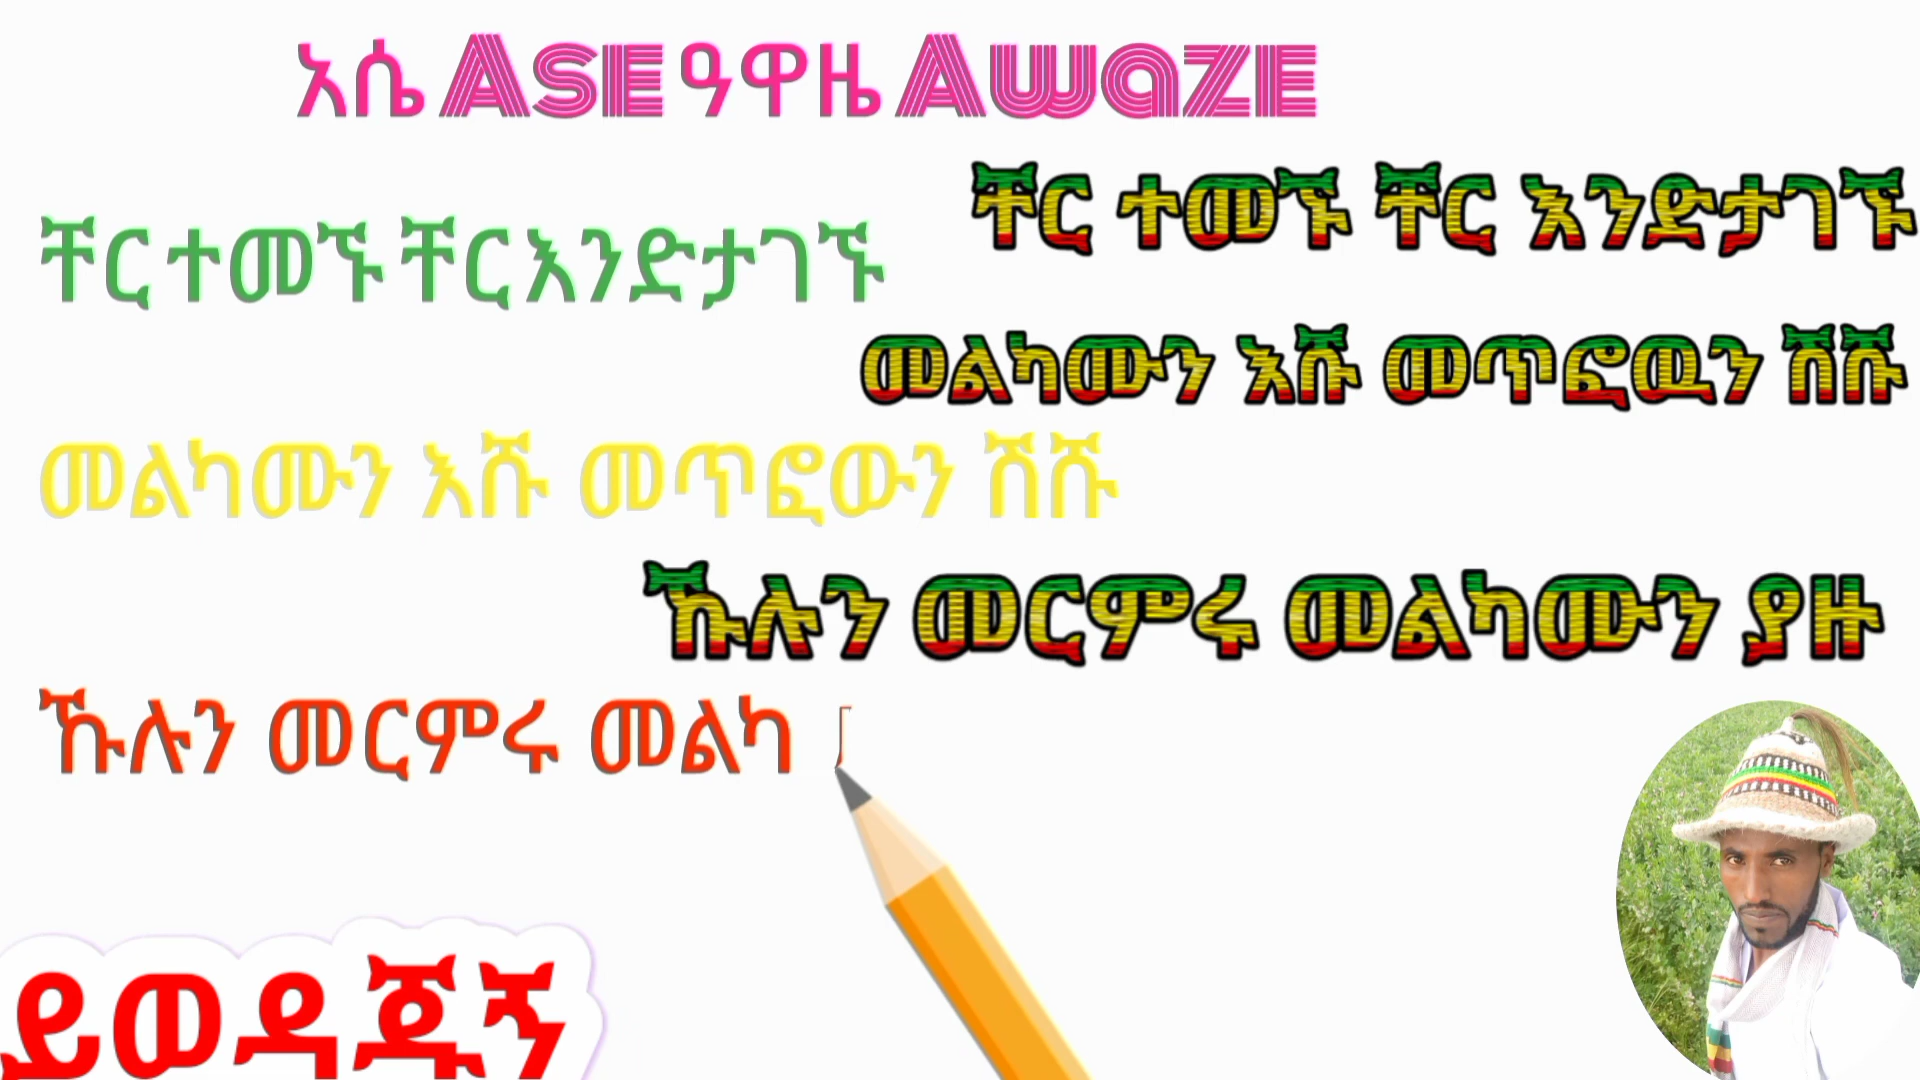 አሴ ASE ዓዋዜ AWAZE
ቸር ተመኙ ቸር እንድታገኙ
ቸር ተመኙ ቸር እንድታገኙ
መልካሙን እሹ መጥፎዉን ሽሹ
መልካሙን እሹ መጥፎውን ሽሹ
ኹሉን መርምሩ መልካሙን ያዙ
ኹሉን መርምሩ መልካ
ይወዳጁኝ